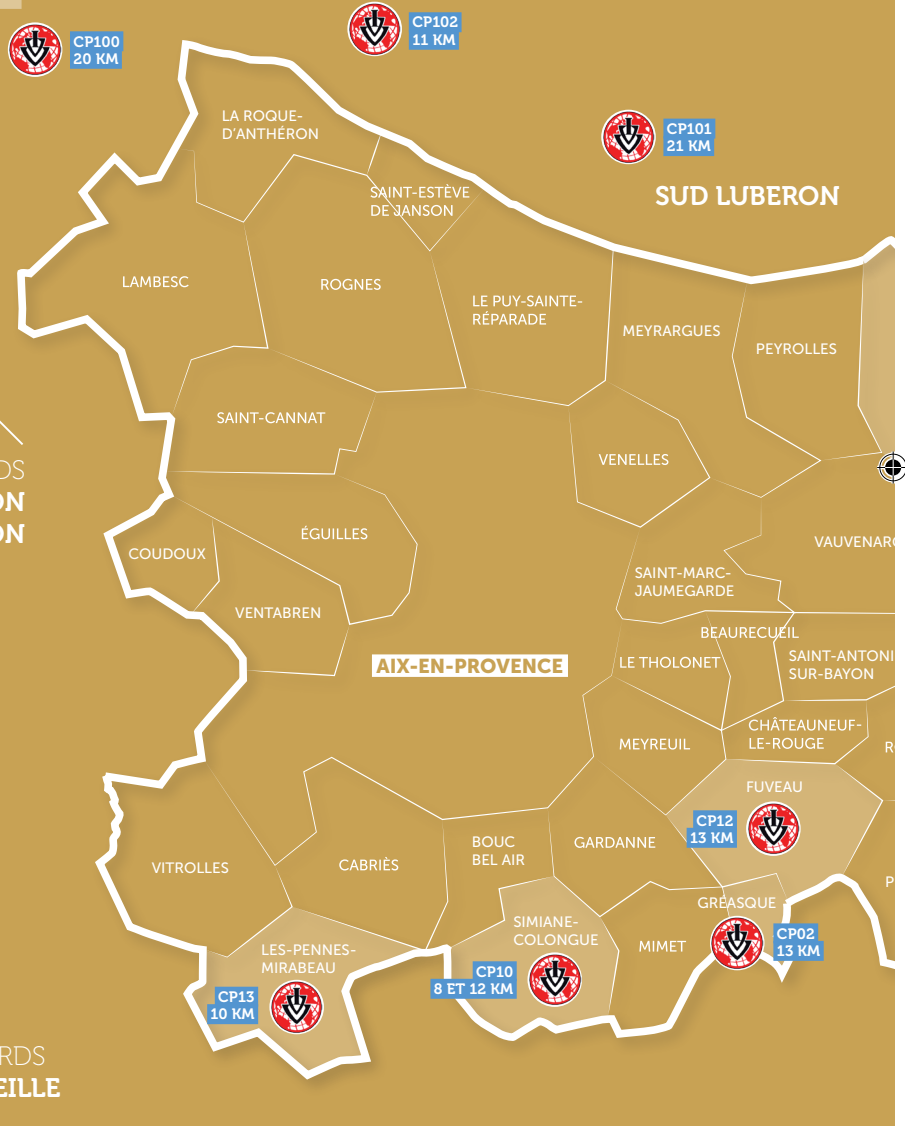 CP100
20 KM
CP102
11 KM
CP101
21 KM
SUD LUBERON
LA ROQUE-
D'ANTHÉRON
SAINT-ESTÈVE
DE JANSON
LAMBESC
ROGNES
LE PUY-SAINTE-
RÉPARADE
MEYRARGUES
PEYROLLES
SAINT-CANNAT
VENELLES
DS
ON
ON
ÉGUILLES
COUDOUX
VAUVENARG
SAINT-MARC-
JAUMEGARDE
VENTABREN
BEAURECUEIL
AIX-EN-PROVENCE
LE THOLONET
SAINT-ANTONI
SUR-BAYON
MEYREUIL
CHÂTEAUNEUF-
LE-ROUGE
R
FUVEAU
CP12
13 KM
VITROLLES
CABRIÈS
BOUC
BEL AIR
GARDANNE
P
GRÉASQUE
SIMIANE-
COLONGUE
MIMET
CP02
13 KM
LES-PENNES-
MIRABEAU
CP10
8 ET 12 KM
CP13
10 KM
RDS
EILLE